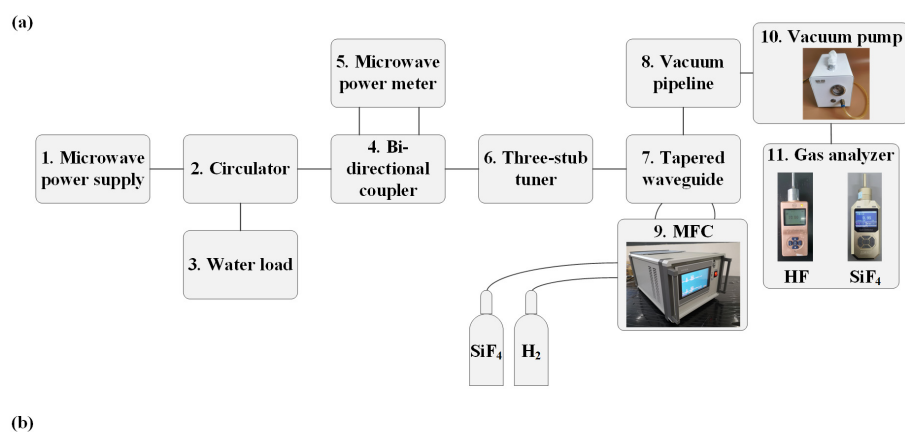 (a)
1. Microwave
power supply
2. Circulator
3. Water load
4. Bi-
directional
coupler
5. Microwave
power meter
6. Three-stub
tuner
7. Tapered
waveguide
8. Vacuum
pipeline
9. MFC
10. Vacuum pump
11. Gas analyzer
HF
SiF₄
SiF₄
H₂
(b)